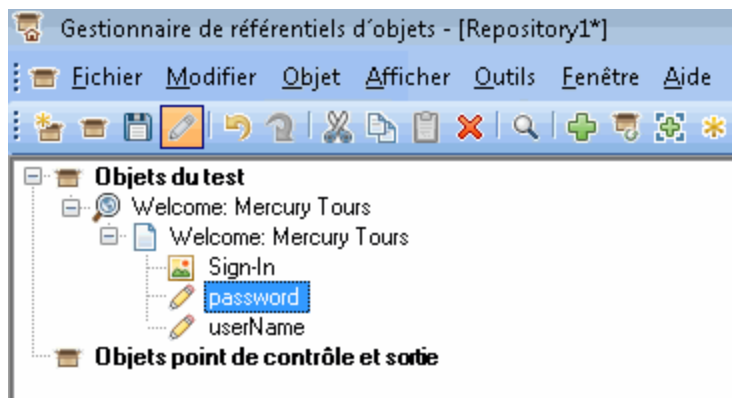 Gestionnaire de référentiels d´objets - [Repository1*]
Fichier Modifier Objet Afficher Outils Fenêtre Aide
Objets du test
Welcome: Mercury Tours
Welcome: Mercury Tours
Sign-In
password
userName
Objets point de contrôle et sortie